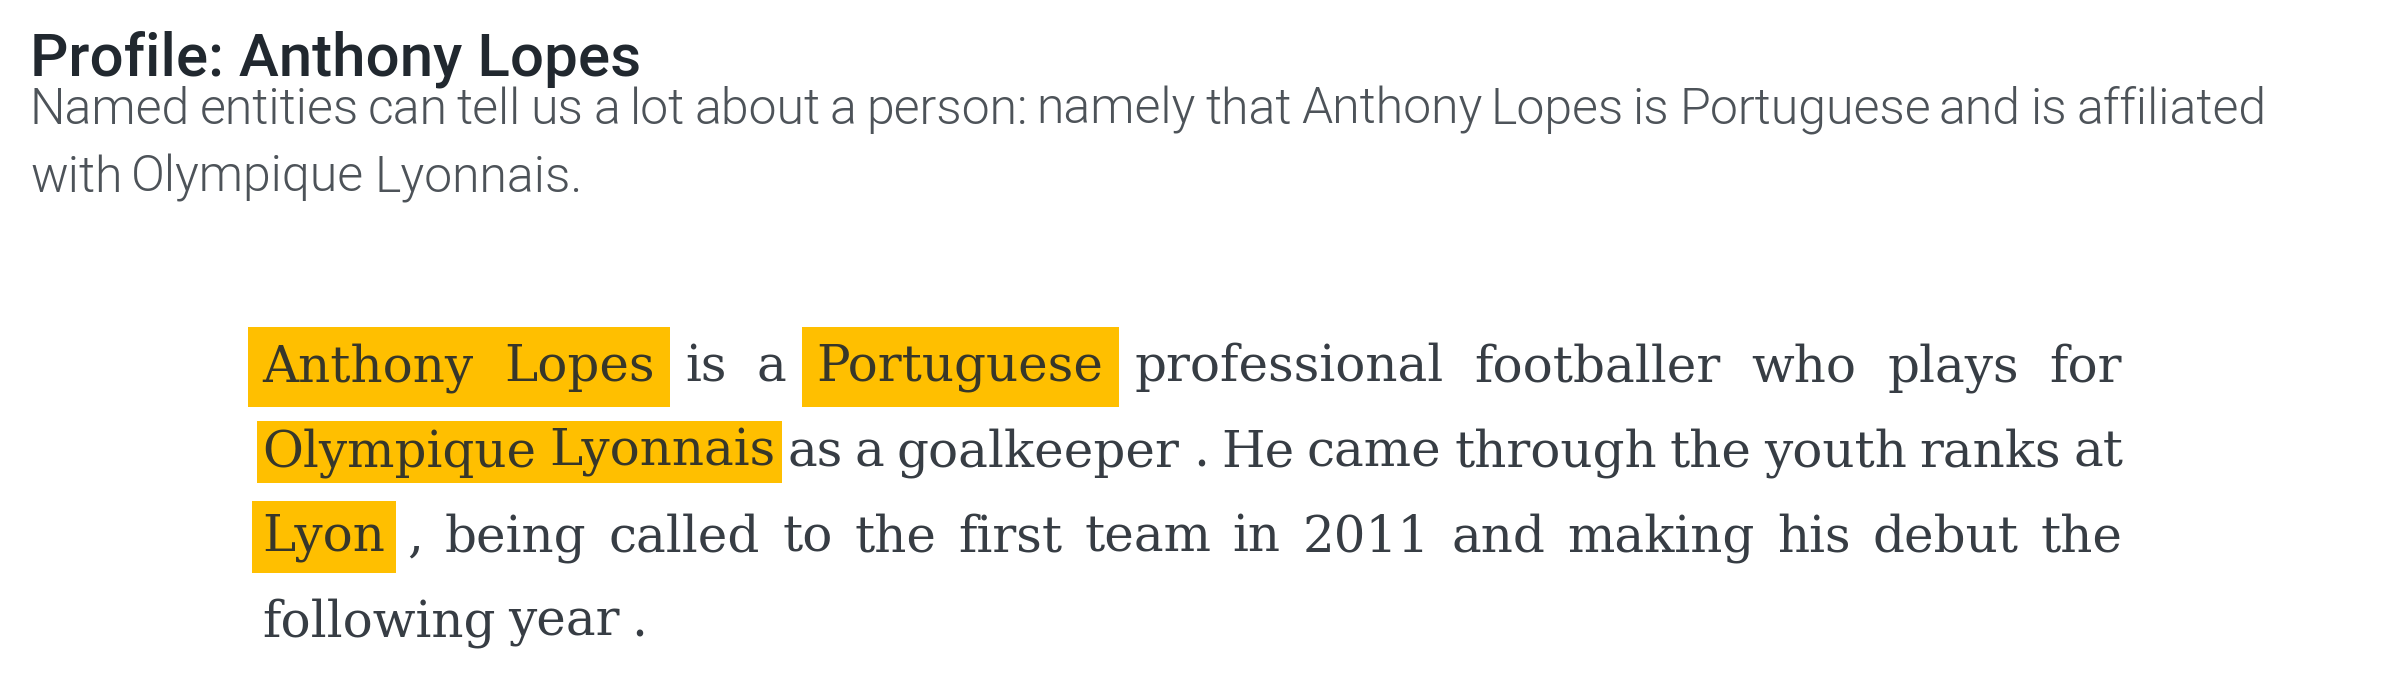 Profile: Anthony Lopes
Named entities can tell us a lot about a person: namely that Anthony Lopes is Portuguese and is affiliated
with Olympique Lyonnais.
Anthony Lopes is a Portuguese professional footballer who plays for
Olympique Lyonnais as a goalkeeper . He came through the youth ranks at
Lyon , being called to the first team in 2011 and making his debut the
following year .